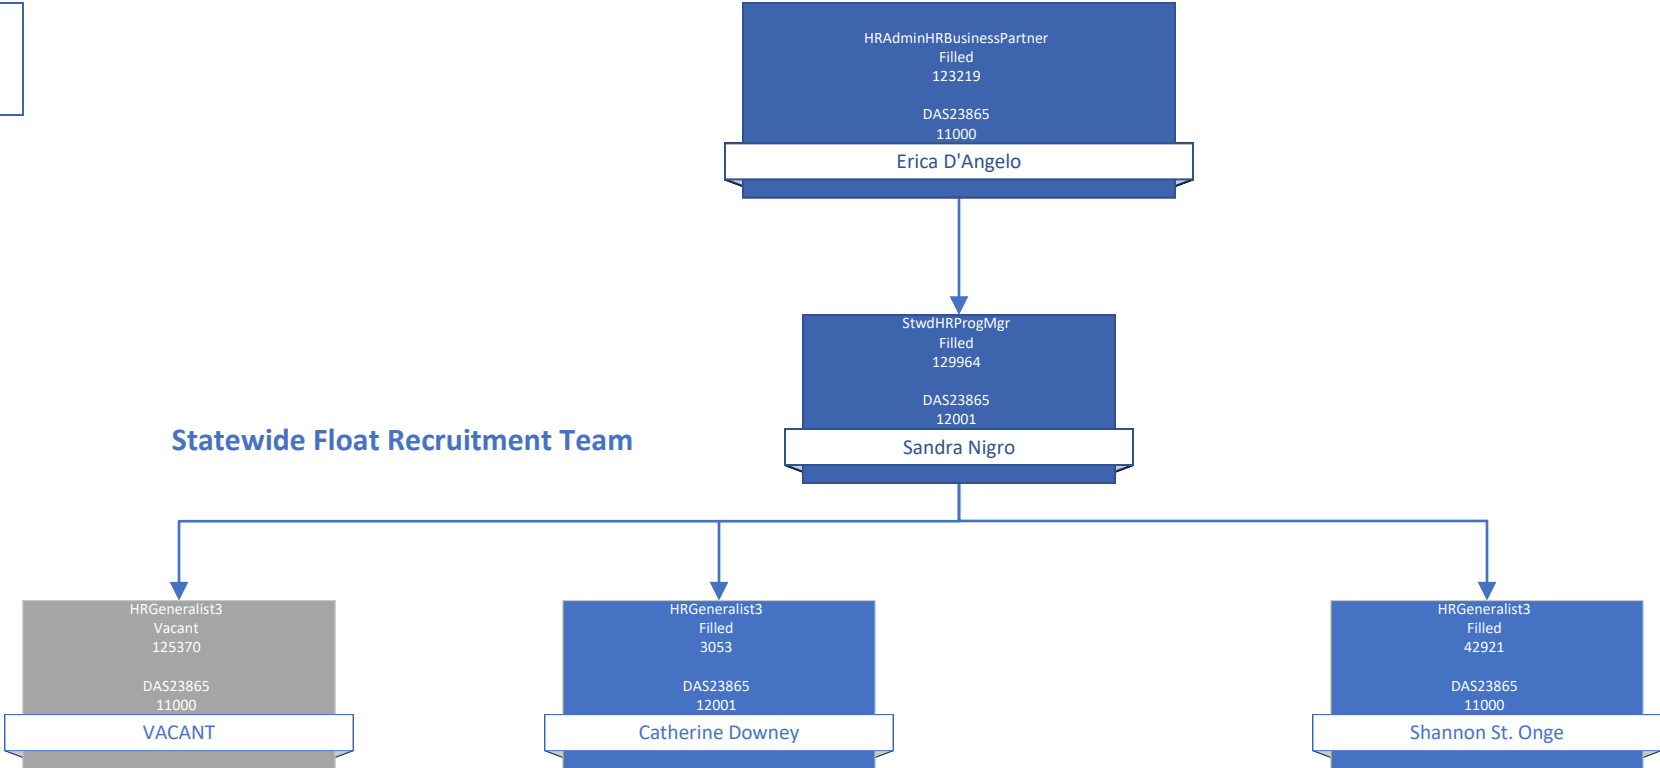 HRAdminHRBusinessPartner
Filled
123219
DAS23865
11000
Erica D'Angelo
StwdHRProgMgr
Filled
129964
DAS23865
12001
Sandra Nigro
Statewide Float Recruitment Team
HRGeneralist3
Vacant
125370
DAS23865
11000
VACANT
HRGeneralist3
Filled
3053
DAS23865
12001
Catherine Downey
HRGeneralist3
Filled
42921
DAS23865
11000
Shannon St. Onge